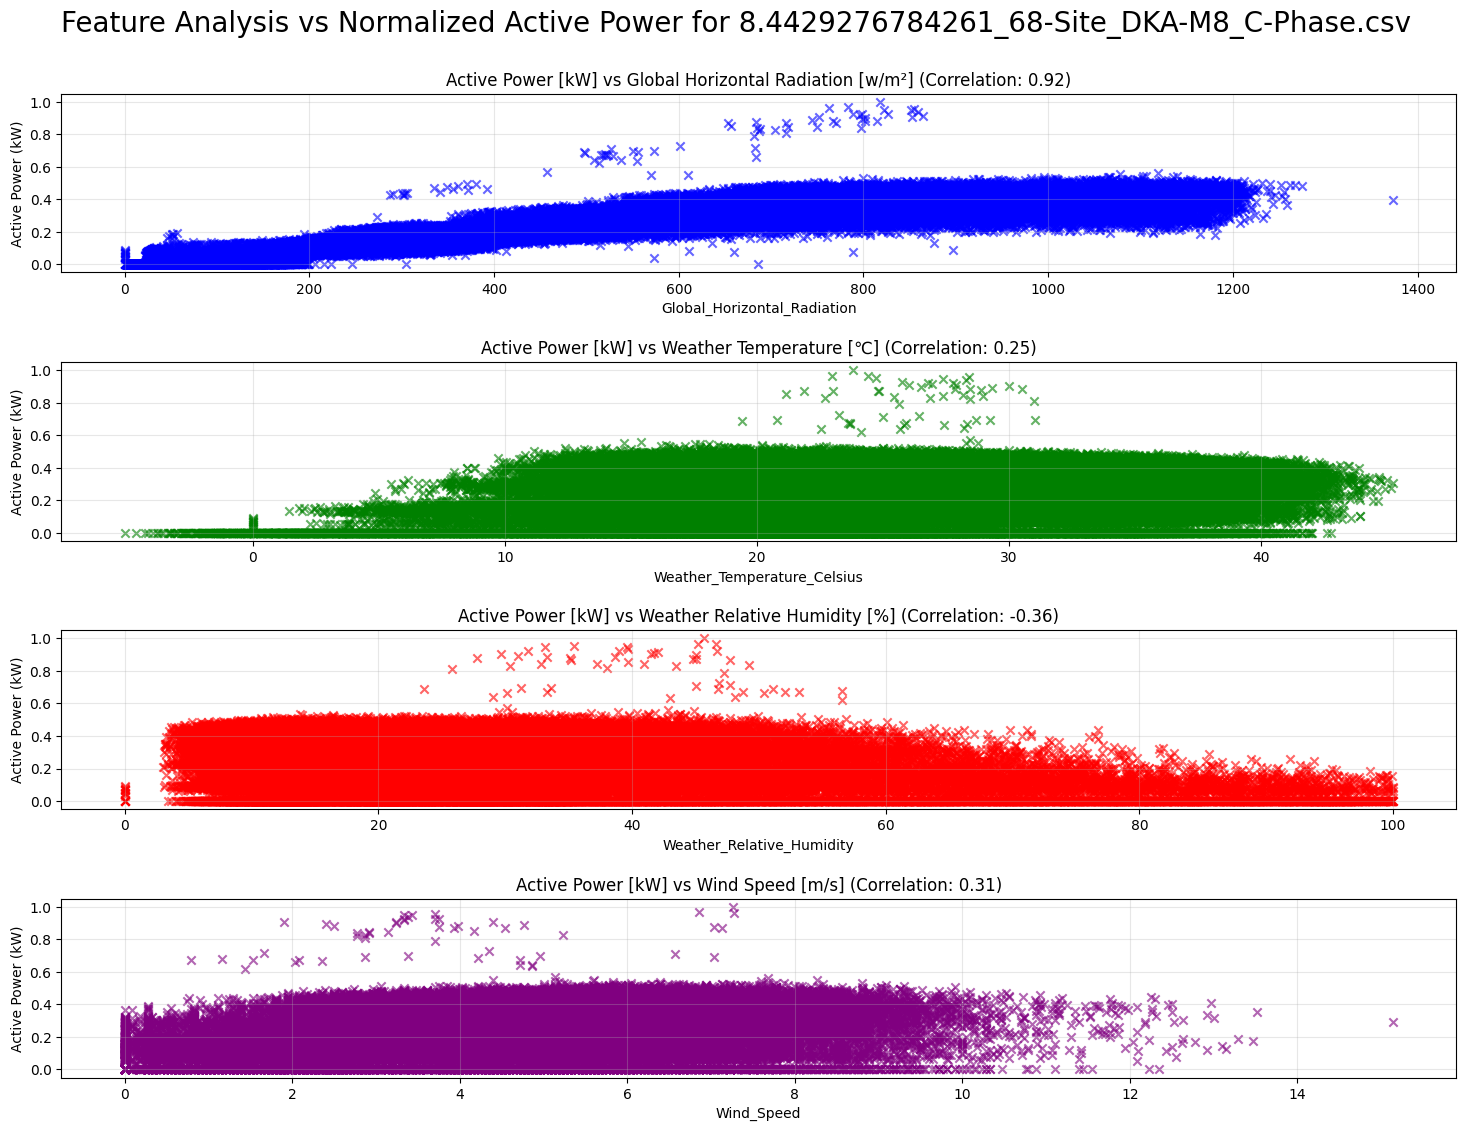 Feature Analysis vs Normalized Active Power for 8.4429276784261_68-Site_DKA-M8_C-Phase.csv
Active Power [kW] vs Global Horizontal Radiation [w/m²] (Correlation: 0.92)
Active Power (kW)
1.0
0.8
0.6
0.4
0.2
0.0
0 200 400 600 800 1000 1200 1400
Global_Horizontal_Radiation
Active Power [kW] vs Weather Temperature [℃] (Correlation: 0.25)
Active Power (kW)
1.0
0.8
0.6
0.4
0.2
0.0
0 10 20 30 40
Weather_Temperature_Celsius
Active Power [kW] vs Weather Relative Humidity [%] (Correlation: -0.36)
Active Power (kW)
1.0
0.8
0.6
0.4
0.2
0.0
0 20 40 60 80 100
Weather_Relative_Humidity
Active Power [kW] vs Wind Speed [m/s] (Correlation: 0.31)
Active Power (kW)
1.0
0.8
0.6
0.4
0.2
0.0
0 2 4 6 8 10 12 14
Wind_Speed